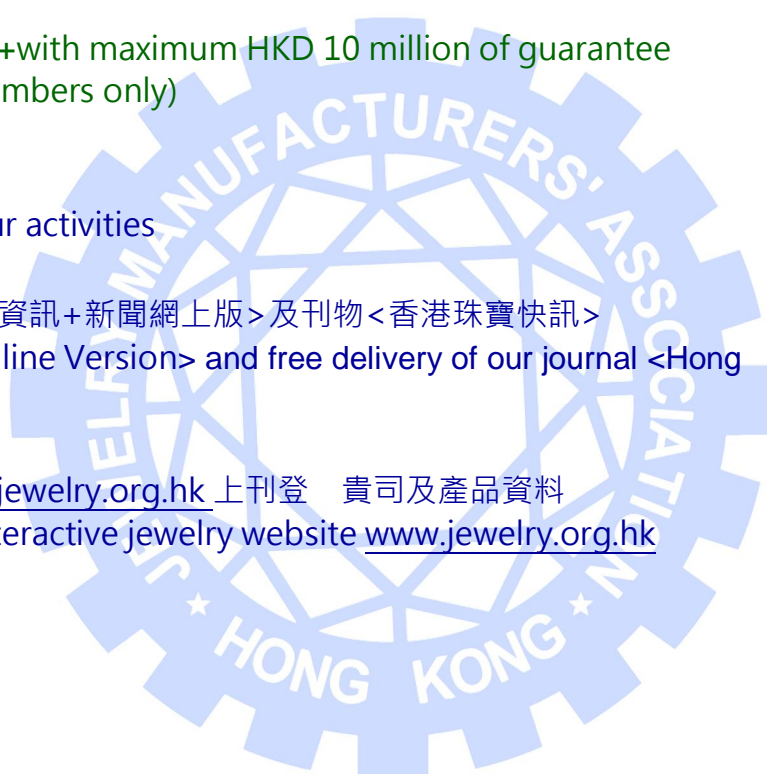 +with maximum HKD 10 million of guarantee
mbers only)
ur activities
資訊+新聞網上版>及刊物<香港珠寶快訊>
line Version> and free delivery of our journal <Hong
jewelry.org.hk 上刊登　貴司及產品資料
teractive jewelry website www.jewelry.org.hk
JEWELRY MANUFACTURERS' ASSOCIATION
★ HONG KONG ★